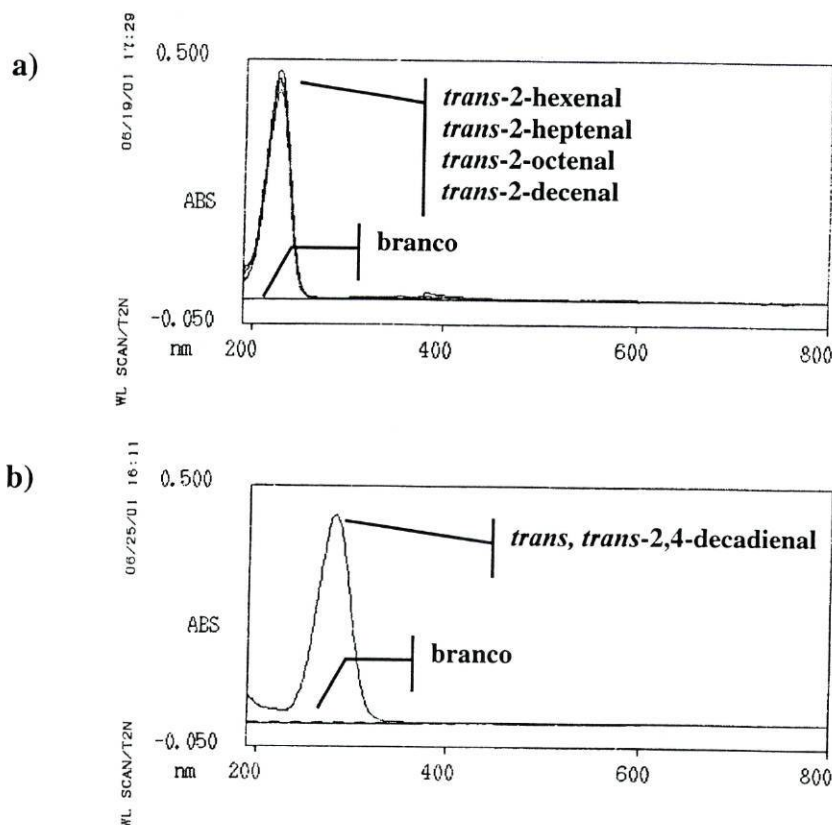 a)
06/19/01 17:29
WL SCAN/T2N
0.500
ABS
-0.050
nm
200
400
600
800
trans-2-hexenal
trans-2-heptenal
trans-2-octenal
trans-2-decenal
branco
b)
06/25/01 16:11
WL SCAN/T2N
0.500
ABS
-0.050
nm
200
400
600
800
trans, trans-2,4-decadienal
branco